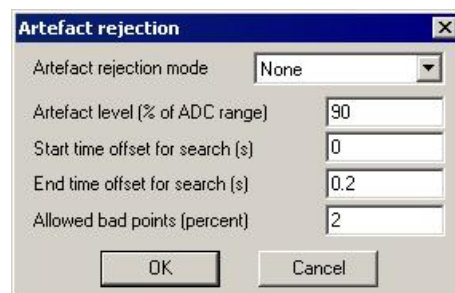 Artefact rejection
Artefact rejection mode None
Artefact level (% of ADC range) 90
Start time offset for search (s) 0
End time offset for search (s) 0.2
Allowed bad points (percent) 2
OK Cancel